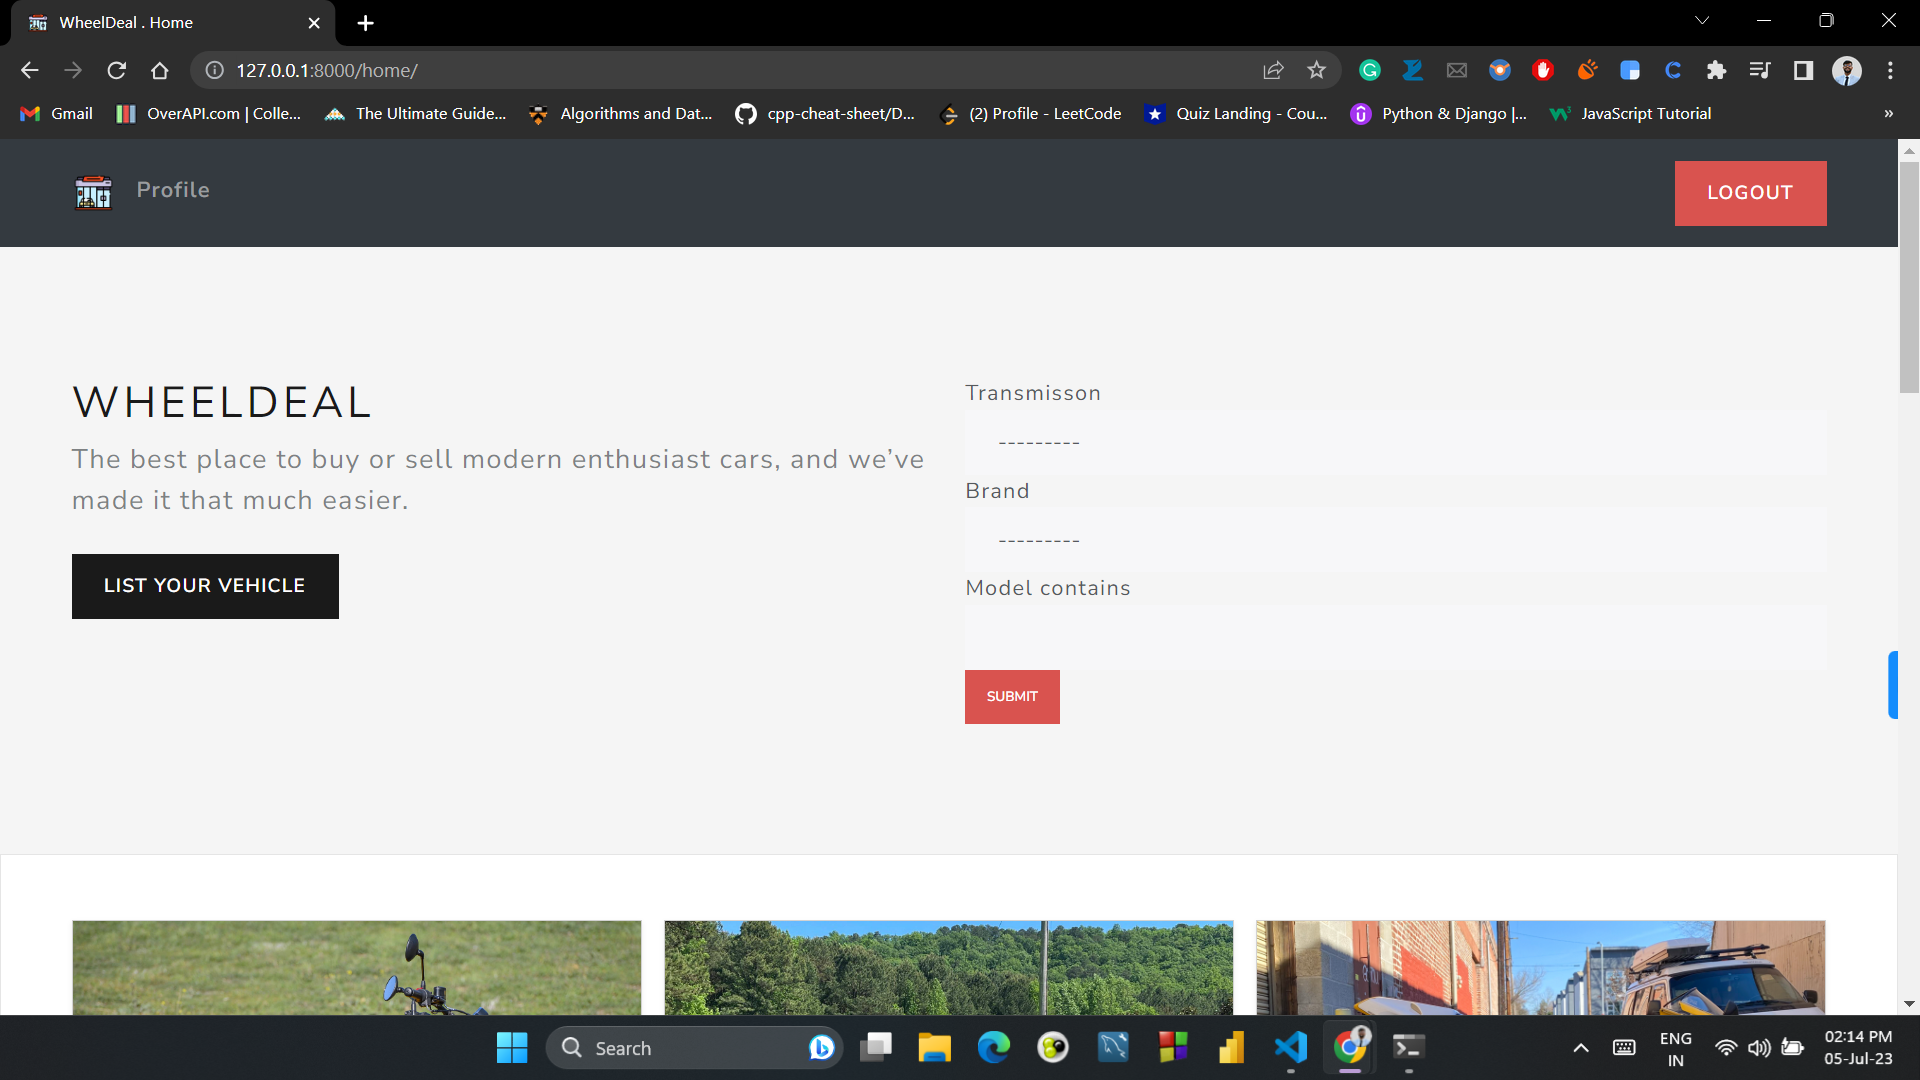 WheelDeal . Home
127.0.0.1:8000/home/
Gmail
OverAPI.com | Colle...
The Ultimate Guide...
Algorithms and Dat...
cpp-cheat-sheet/D...
(2) Profile - LeetCode
Quiz Landing - Cou...
Python & Django |...
JavaScript Tutorial
»
Profile
LOGOUT
WHEELDEAL
The best place to buy or sell modern enthusiast cars, and we’ve
made it that much easier.
LIST YOUR VEHICLE
Transmisson
---------
Brand
---------
Model contains
SUBMIT
Search
ENG
IN
02:14 PM
05-Jul-23